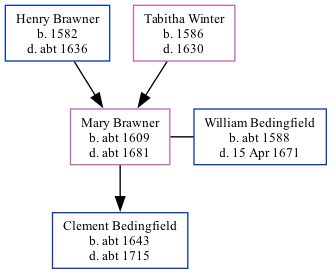 Henry Brawner
b. 1582
d. abt 1636
Tabitha Winter
b. 1586
d. 1630
Mary Brawner
b. abt 1609
d. abt 1681
William Bedingfield
b. abt 1588
d. 15 Apr 1671
Clement Bedingfield
b. abt 1643
d. abt 1715